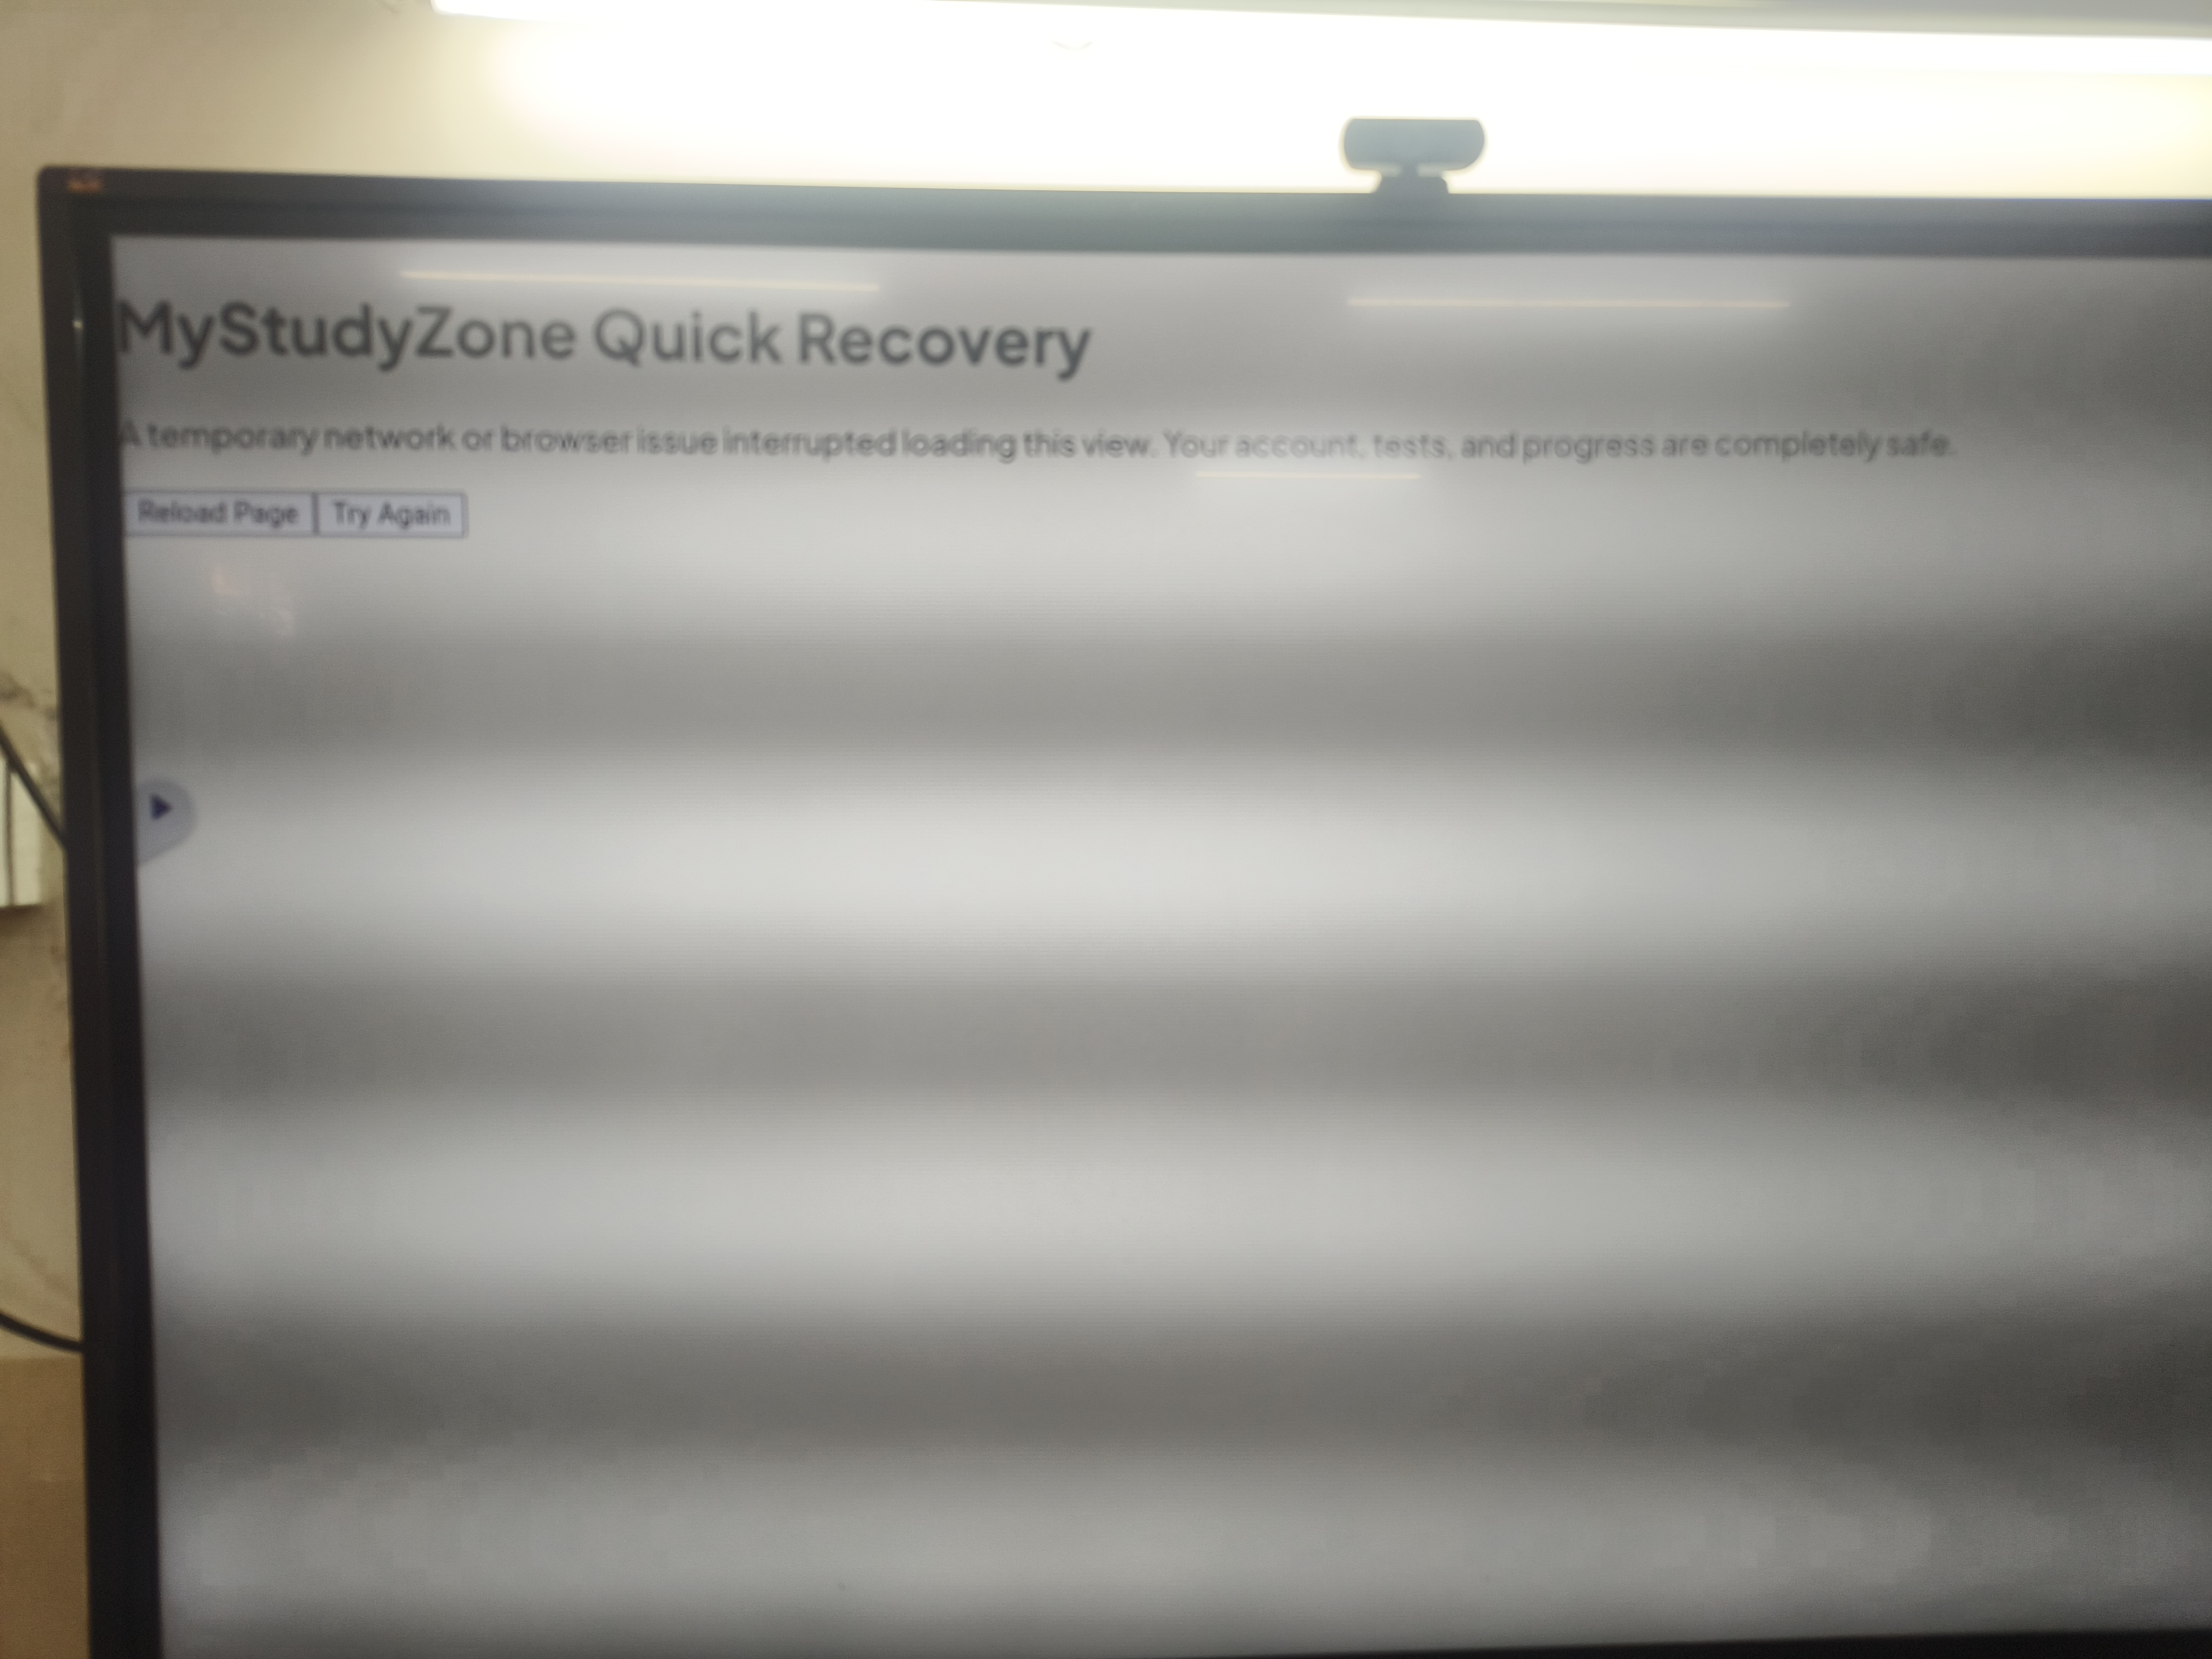 MyStudyZone Quick Recovery
A temporary network or browser issue interrupted loading this view. Your account, tests, and progress are completely safe.
Reload Page Try Again